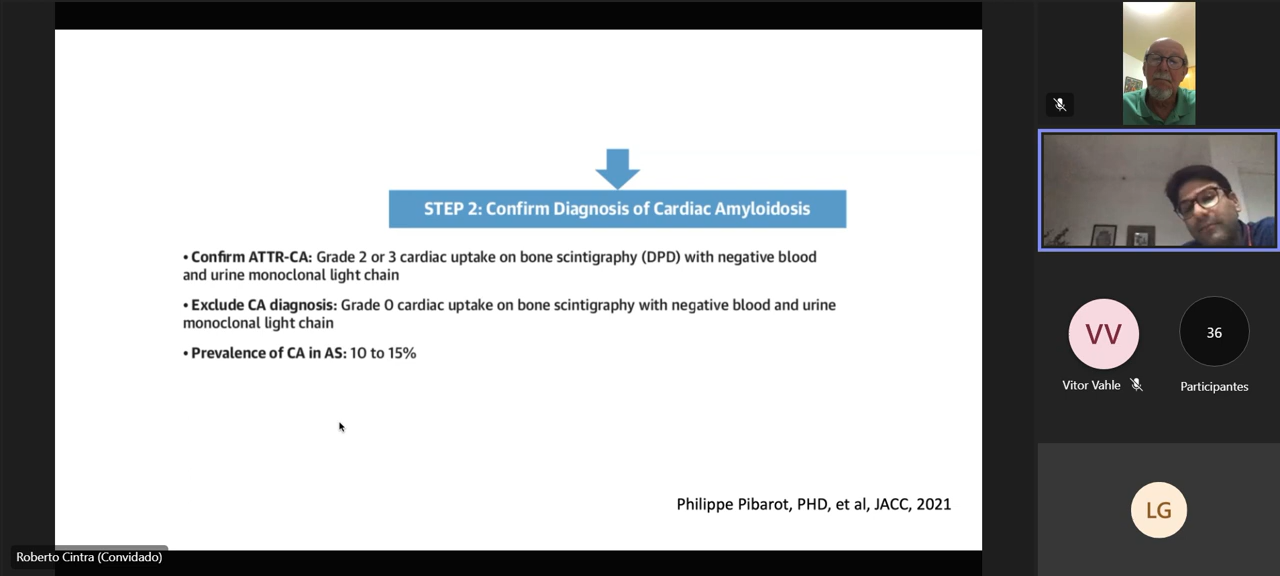 STEP 2: Confirm Diagnosis of Cardiac Amyloidosis
• Confirm ATTR-CA: Grade 2 or 3 cardiac uptake on bone scintigraphy (DPD) with negative blood
and urine monoclonal light chain
• Exclude CA diagnosis: Grade 0 cardiac uptake on bone scintigraphy with negative blood and urine
monoclonal light chain
• Prevalence of CA in AS: 10 to 15%
Philippe Pibarot, PHD, et al, JACC, 2021
Roberto Cintra (Convidado)
VV
Vitor Vahle
36
Participantes
LG